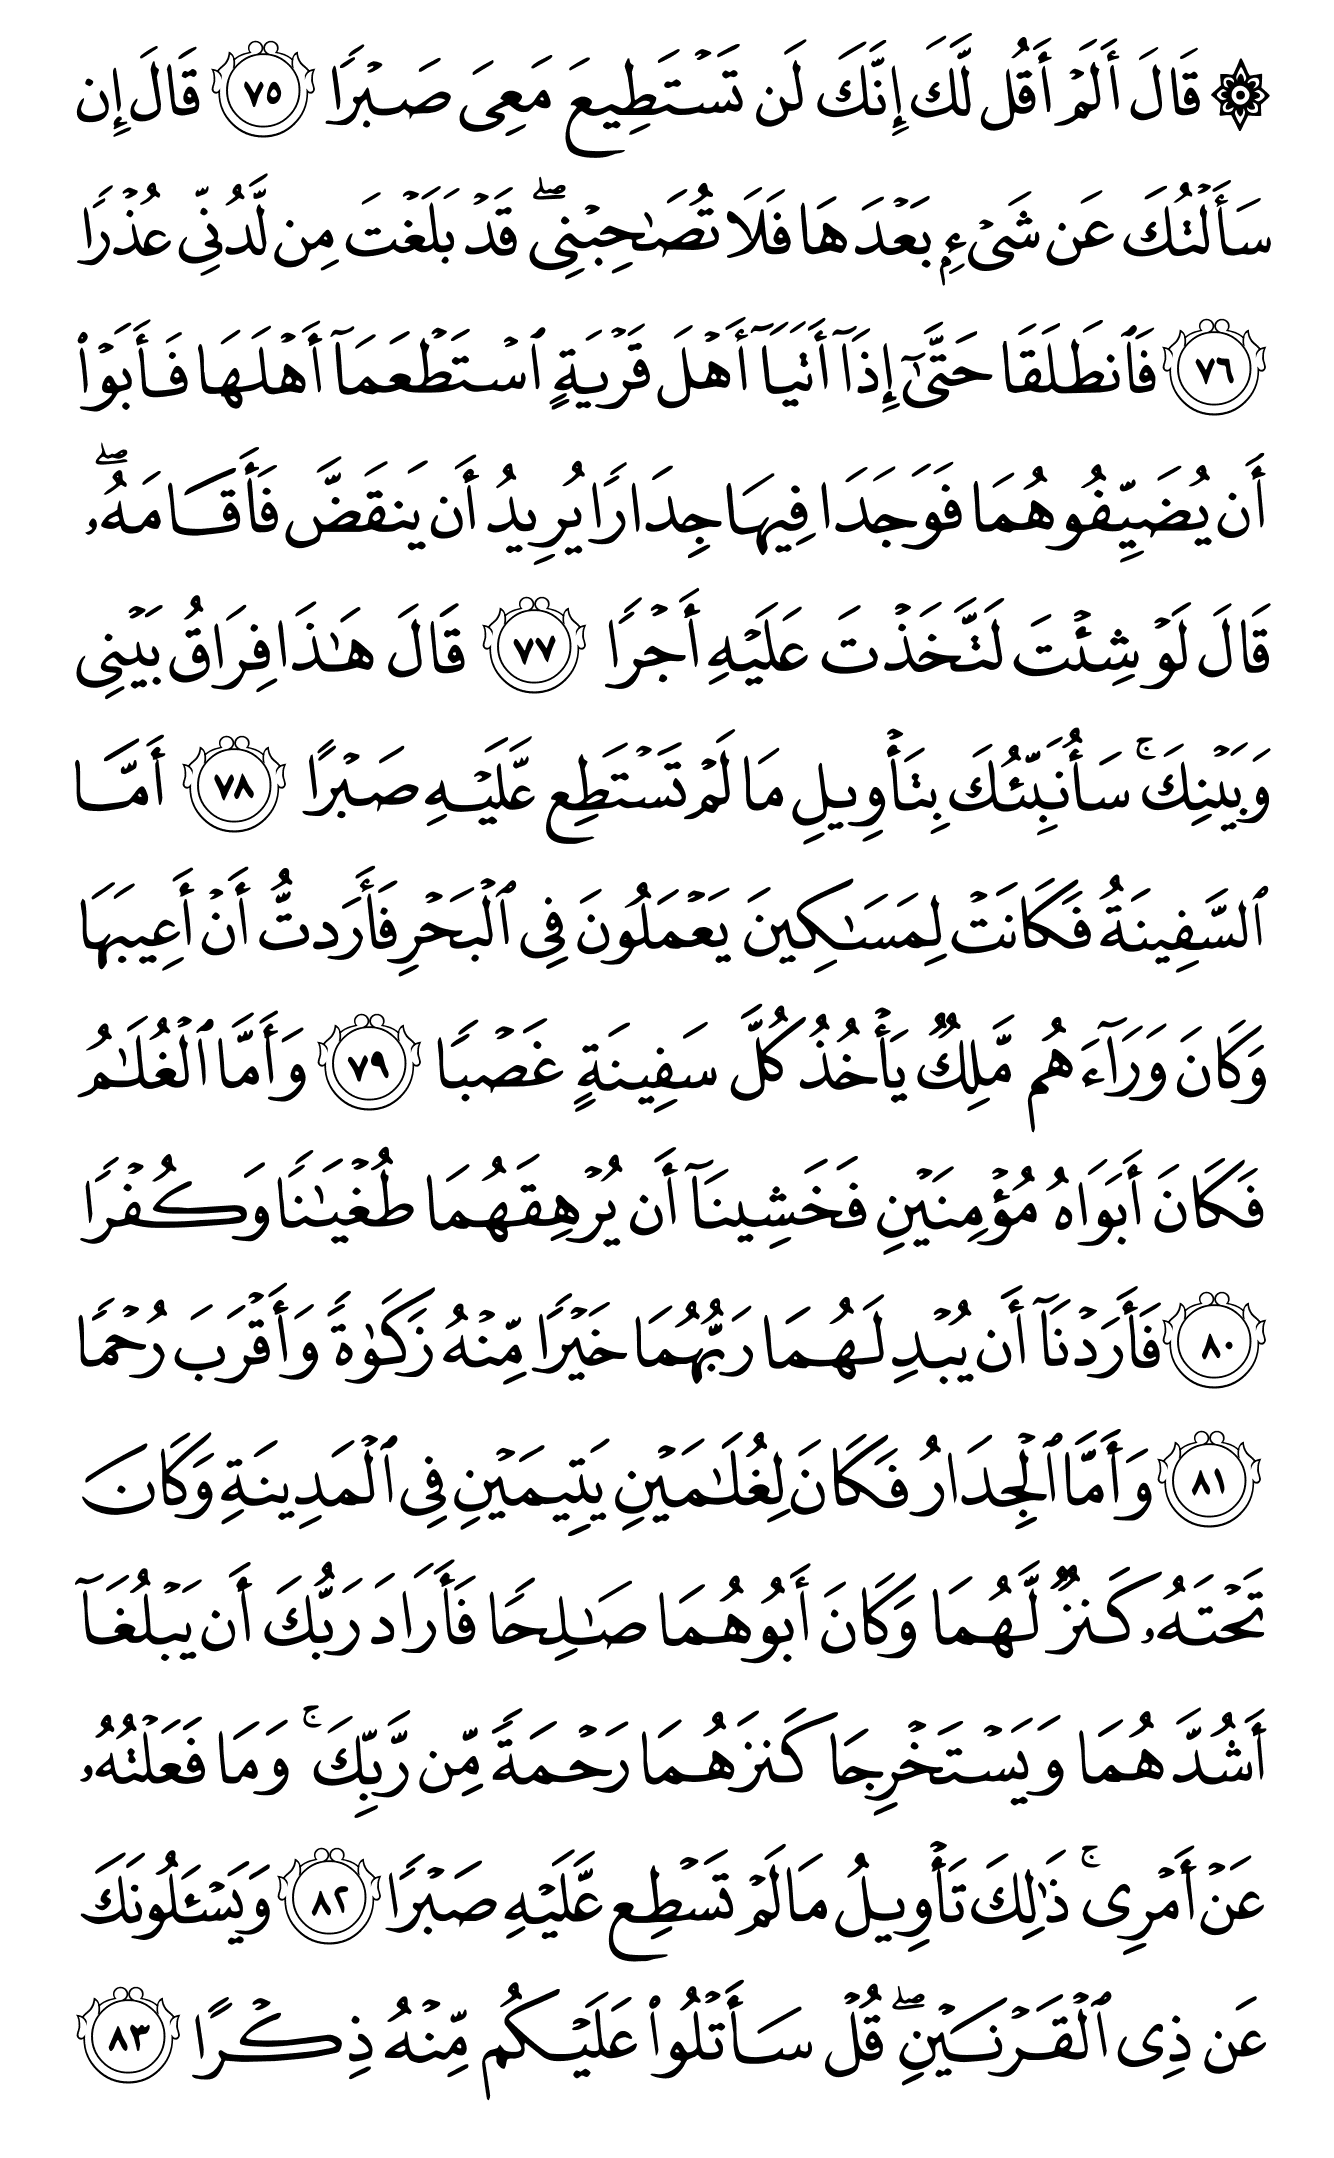 ۞ قَالَ أَلَمْ أَقُل لَّكَ إِنَّكَ لَن تَسْتَطِيعَ مَعِىَ صَبْرًا ٧٥ قَالَ إِن
سَأَلْتُكَ عَن شَىْءٍۭ بَعْدَهَا فَلَا تُصَٰحِبْنِى ۖ قَدْ بَلَغْتَ مِن لَّدُنِّى عُذْرًا
٧٦ فَٱنطَلَقَا حَتَّىٰٓ إِذَآ أَتَيَآ أَهْلَ قَرْيَةٍ ٱسْتَطْعَمَآ أَهْلَهَا فَأَبَوْا۟
أَن يُضَيِّفُوهُمَا فَوَجَدَا فِيهَا جِدَارًا يُرِيدُ أَن يَنقَضَّ فَأَقَامَهُۥ ۖ
قَالَ لَوْ شِئْتَ لَتَّخَذْتَ عَلَيْهِ أَجْرًا ٧٧ قَالَ هَٰذَا فِرَاقُ بَيْنِى
وَبَيْنِكَ ۚ سَأُنَبِّئُكَ بِتَأْوِيلِ مَا لَمْ تَسْتَطِع عَّلَيْهِ صَبْرًا ٧٨ أَمَّا
ٱلسَّفِينَةُ فَكَانَتْ لِمَسَٰكِينَ يَعْمَلُونَ فِى ٱلْبَحْرِ فَأَرَدتُّ أَنْ أَعِيبَهَا
وَكَانَ وَرَآءَهُم مَّلِكٌ يَأْخُذُ كُلَّ سَفِينَةٍ غَصْبًا ٧٩ وَأَمَّا ٱلْغُلَٰمُ
فَكَانَ أَبَوَاهُ مُؤْمِنَيْنِ فَخَشِينَآ أَن يُرْهِقَهُمَا طُغْيَٰنًا وَكُفْرًا
٨٠ فَأَرَدْنَآ أَن يُبْدِلَهُمَا رَبُّهُمَا خَيْرًا مِّنْهُ زَكَوٰةً وَأَقْرَبَ رُحْمًا
٨١ وَأَمَّا ٱلْجِدَارُ فَكَانَ لِغُلَٰمَيْنِ يَتِيمَيْنِ فِى ٱلْمَدِينَةِ وَكَانَ
تَحْتَهُۥ كَنزٌ لَّهُمَا وَكَانَ أَبُوهُمَا صَٰلِحًا فَأَرَادَ رَبُّكَ أَن يَبْلُغَآ
أَشُدَّهُمَا وَيَسْتَخْرِجَا كَنزَهُمَا رَحْمَةً مِّن رَّبِّكَ ۚ وَمَا فَعَلْتُهُۥ
عَنْ أَمْرِى ۚ ذَٰلِكَ تَأْوِيلُ مَا لَمْ تَسْطِع عَّلَيْهِ صَبْرًا ٨٢ وَيَسْـَٔلُونَكَ
عَن ذِى ٱلْقَرْنَيْنِ ۖ قُلْ سَأَتْلُوا۟ عَلَيْكُم مِّنْهُ ذِكْرًا ٨٣